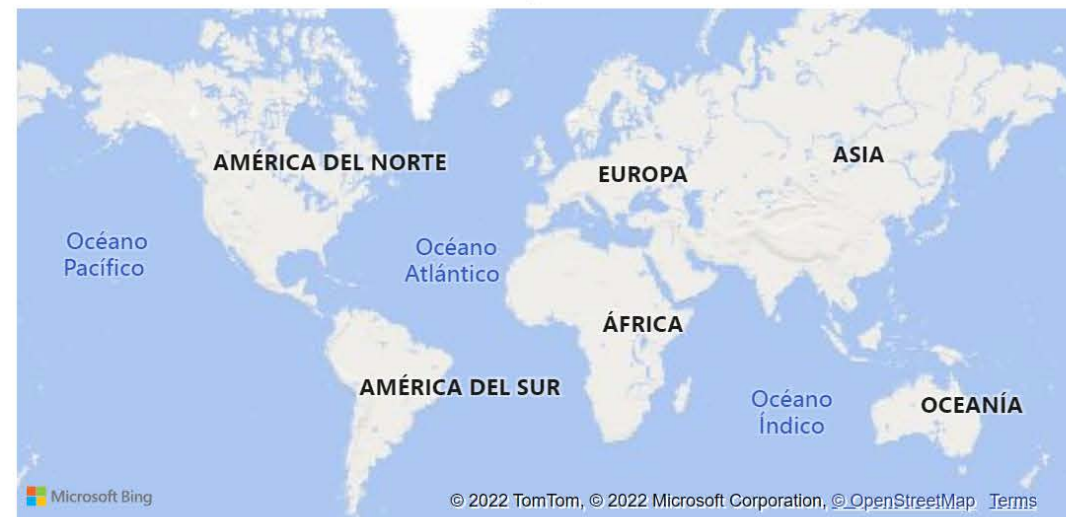 AMÉRICA DEL NORTE
EUROPA
ASIA
Océano
Pacífico
Océano
Atlántico
ÁFRICA
AMÉRICA DEL SUR
Océano
Índico
OCEANÍA
Microsoft Bing
© 2022 TomTom, © 2022 Microsoft Corporation, © OpenStreetMap Terms